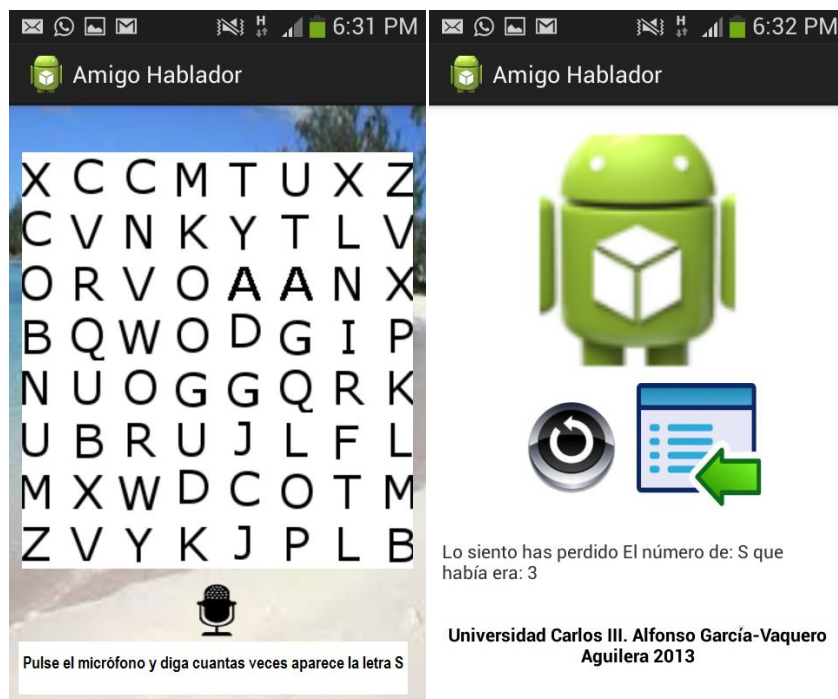 H
6:31 PM
Amigo Hablador
X C C M T U X Z
C V N K Y T L V
O R V O A A N X
B Q W O D G I P
N U O G G Q R K
U B R U J L F L
M X W D C O T M
Z V Y K J P L B
Pulse el micrófono y diga cuantas veces aparece la letra S
H
6:32 PM
Amigo Hablador
Lo siento has perdido El número de: S que
había era: 3
Universidad Carlos III. Alfonso García-Vaquero
Aguilera 2013